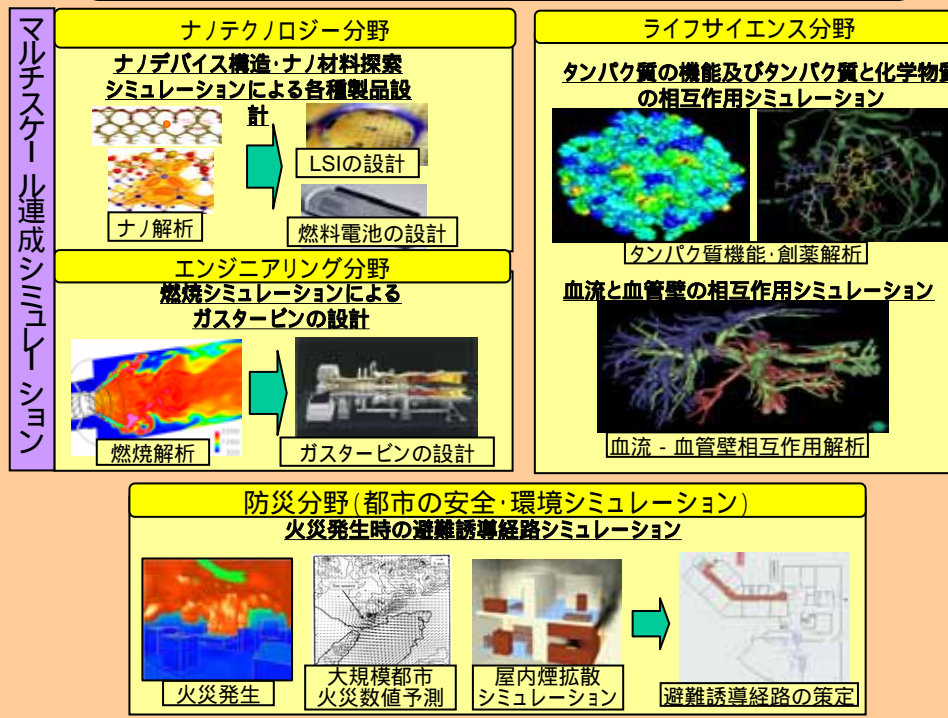 マルチスケール連成シミュレーション
ナノテクノロジー分野
ナノデバイス構造・ナノ材料探索
シミュレーションによる各種製品設
計
ナノ解析
LSIの設計
燃料電池の設計
エンジニアリング分野
燃焼シミュレーションによる
ガスタービンの設計
燃焼解析
ガスタービンの設計
ライフサイエンス分野
タンパク質の機能及びタンパク質と化学物質
の相互作用シミュレーション
タンパク質機能・創薬解析
血流と血管壁の相互作用シミュレーション
血流 - 血管壁相互作用解析
防災分野(都市の安全・環境シミュレーション)
火災発生時の避難誘導経路シミュレーション
火災発生
大規模都市
火災数値予測
屋内煙拡散
シミュレーション
避難誘導経路の策定